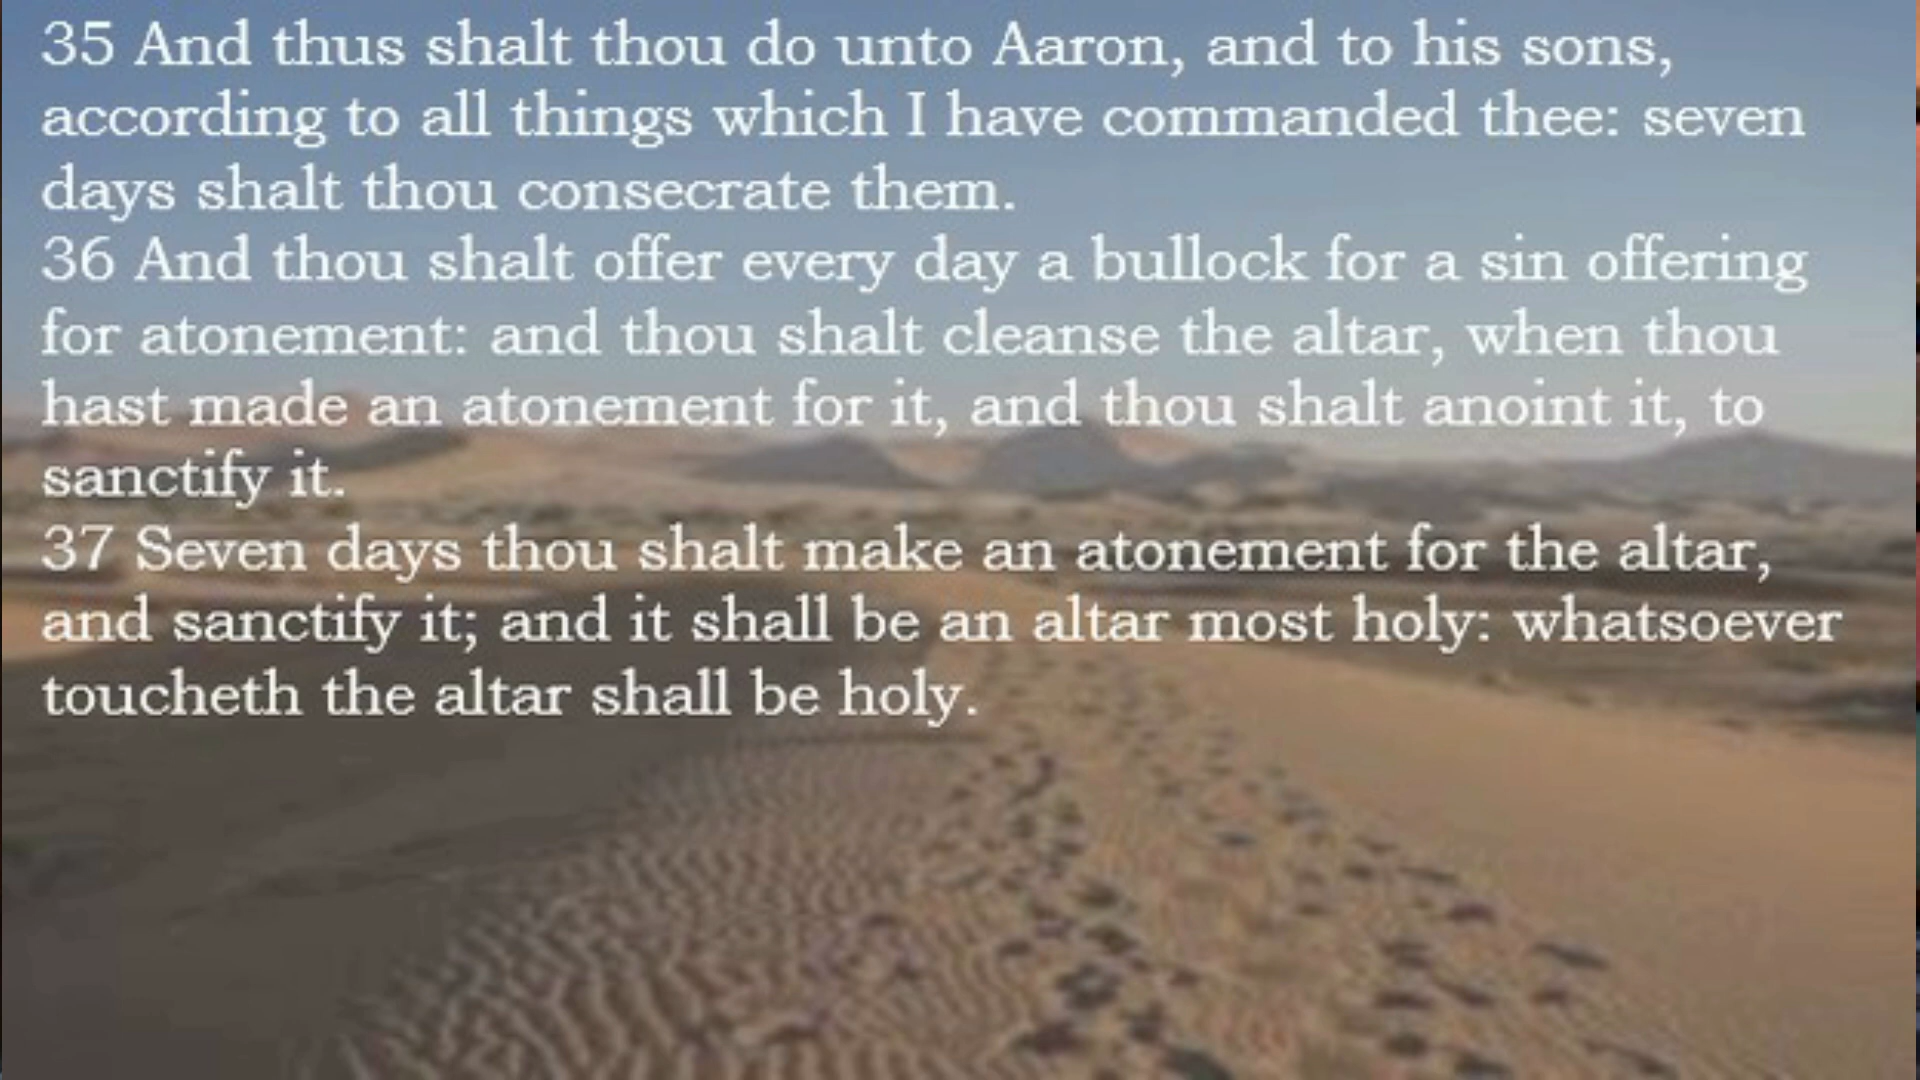 35 And thus shalt thou do unto Aaron, and to his sons,
according to all things which I have commanded thee: seven
days shalt thou consecrate them.
36 And thou shalt offer every day a bullock for a sin offering
for atonement: and thou shalt cleanse the altar, when thou
hast made an atonement for it, and thou shalt anoint it, to
sanctify it.
37 Seven days thou shalt make an atonement for the altar,
and sanctify it; and it shall be an altar most holy: whatsoever
toucheth the altar shall be holy.